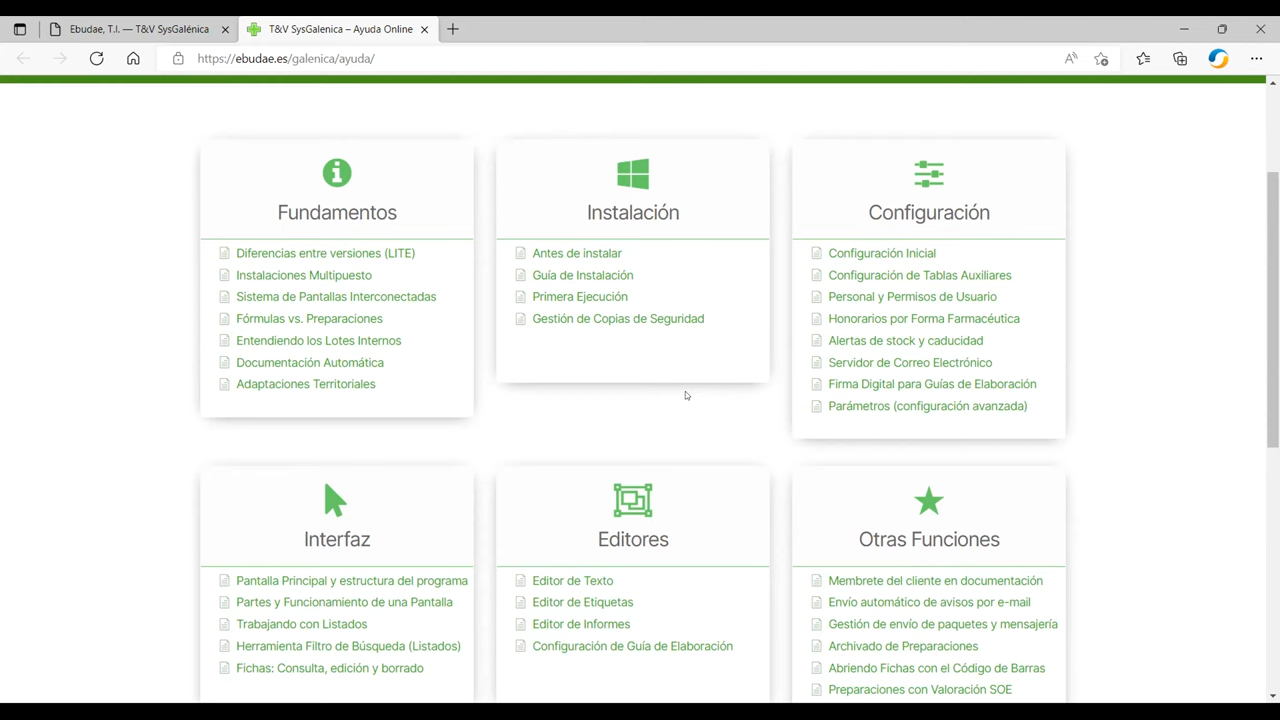 Ebudae, T.I. — T&V SysGalénica
T&V SysGalenica – Ayuda Online
https://ebudae.es/galenica/ayuda/
Fundamentos
Diferencias entre versiones (LITE)
Instalaciones Multipuesto
Sistema de Pantallas Interconectadas
Fórmulas vs. Preparaciones
Entendiendo los Lotes Internos
Documentación Automática
Adaptaciones Territoriales
Instalación
Antes de instalar
Guía de Instalación
Primera Ejecución
Gestión de Copias de Seguridad
Configuración
Configuración Inicial
Configuración de Tablas Auxiliares
Personal y Permisos de Usuario
Honorarios por Forma Farmacéutica
Alertas de stock y caducidad
Servidor de Correo Electrónico
Firma Digital para Guías de Elaboración
Parámetros (configuración avanzada)
Interfaz
Pantalla Principal y estructura del programa
Partes y Funcionamiento de una Pantalla
Trabajando con Listados
Herramienta Filtro de Búsqueda (Listados)
Fichas: Consulta, edición y borrado
Editores
Editor de Texto
Editor de Etiquetas
Editor de Informes
Configuración de Guía de Elaboración
Otras Funciones
Membrete del cliente en documentación
Envío automático de avisos por e-mail
Gestión de envío de paquetes y mensajería
Archivado de Preparaciones
Abriendo Fichas con el Código de Barras
Preparaciones con Valoración SOE